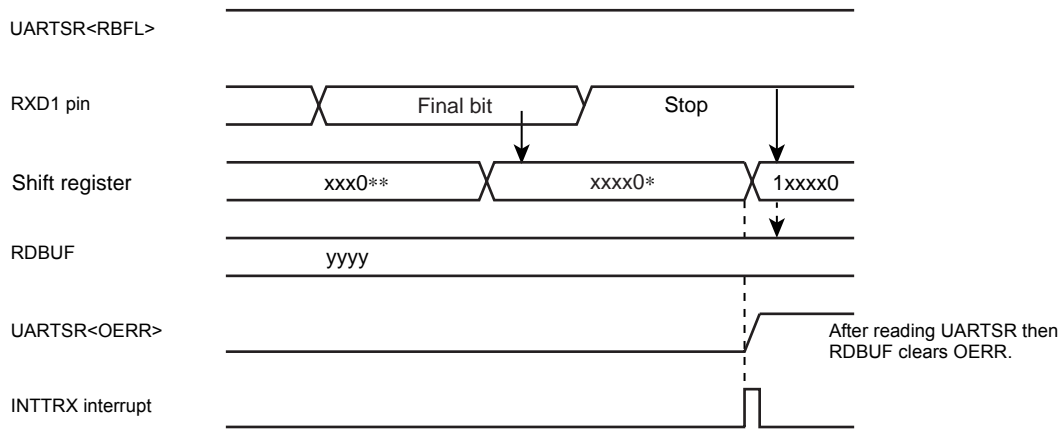 UARTSR<RBFL>
RXD1 pin
Final bit
Stop
Shift register
xxx0**
xxxx0*
1xxxx0
RDBUF
yyyy
UARTSR<OERR>
After reading UARTSR then
RDBUF clears OERR.
INTTRX interrupt